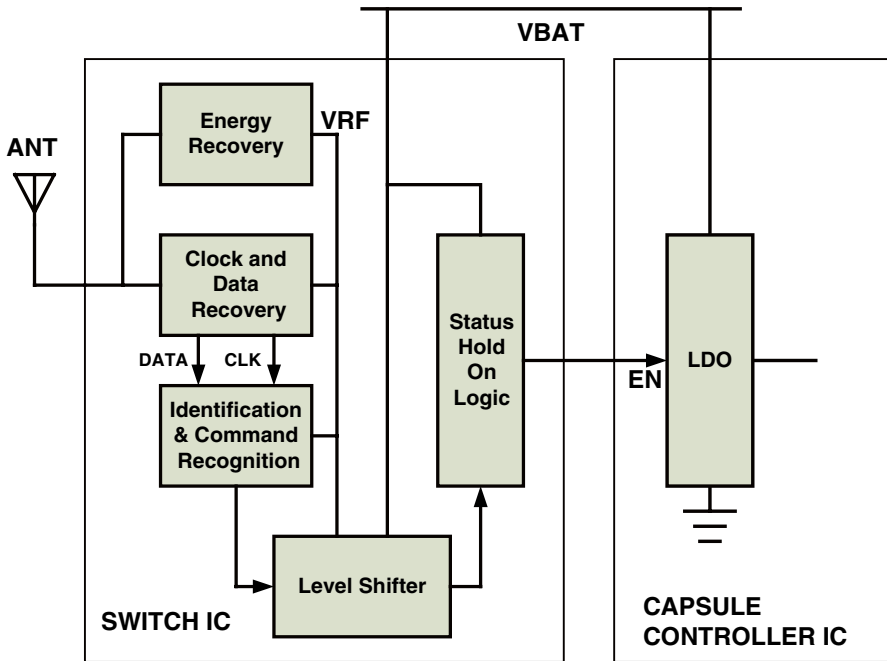 VBAT
Energy
Recovery
VRF
ANT
Clock and
Data
Recovery
DATA
CLK
Identification
& Command
Recognition
Status
Hold
On
Logic
EN
LDO
Level Shifter
SWITCH IC
CAPSULE
CONTROLLER IC